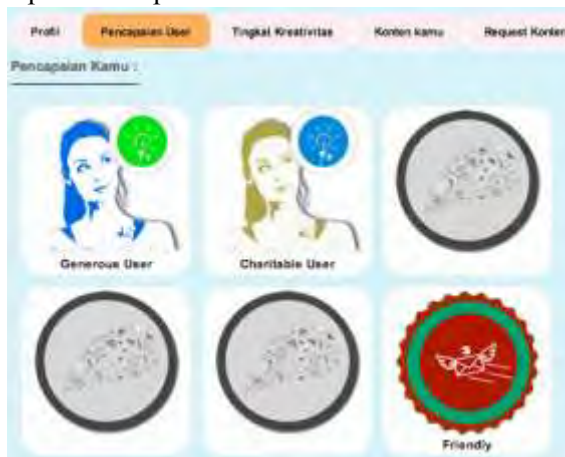 Profil Pencapaian User Tingkat Kreativitas Konten kamu Request Konten
Pencapaian Kamu :
Generous User Charitable User
Friendly